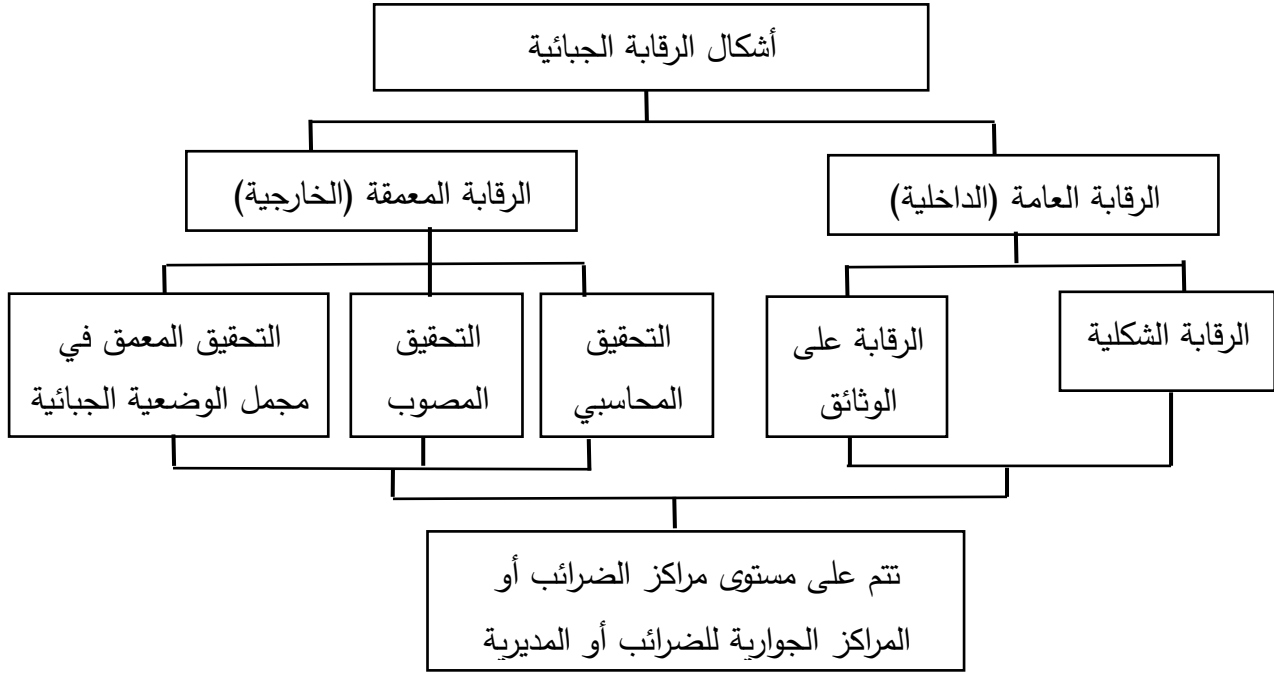 أشكال الرقابة الجبائية
الرقابة العامة (الداخلية)
الرقابة المعمقة (الخارجية)
الرقابة الشكلية
الرقابة على
الوثائق
التحقيق
المحاسبي
التحقيق
المصوب
التحقيق المعمق في
مجمل الوضعية الجبائية
تتم على مستوى مراكز الضرائب أو
المراكز الجوارية للضرائب أو المديرية